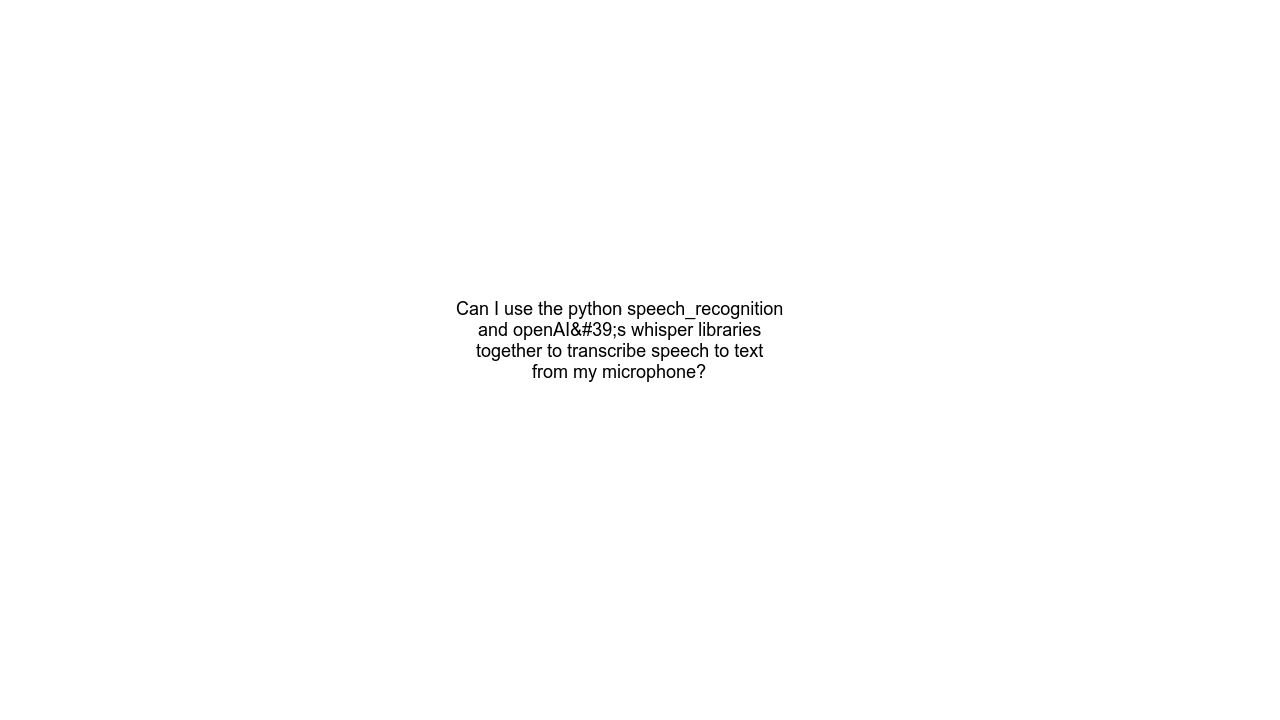 Can I use the python speech_recognition
and openAI&#39;s whisper libraries
together to transcribe speech to text
from my microphone?